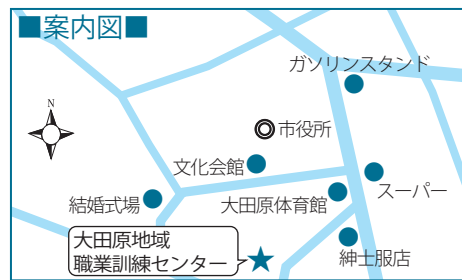 ■案内図■
ガソリンスタンド
N
市役所
文化会館
スーパー
結婚式場
大田原体育館
大田原地域
職業訓練センター
紳士服店